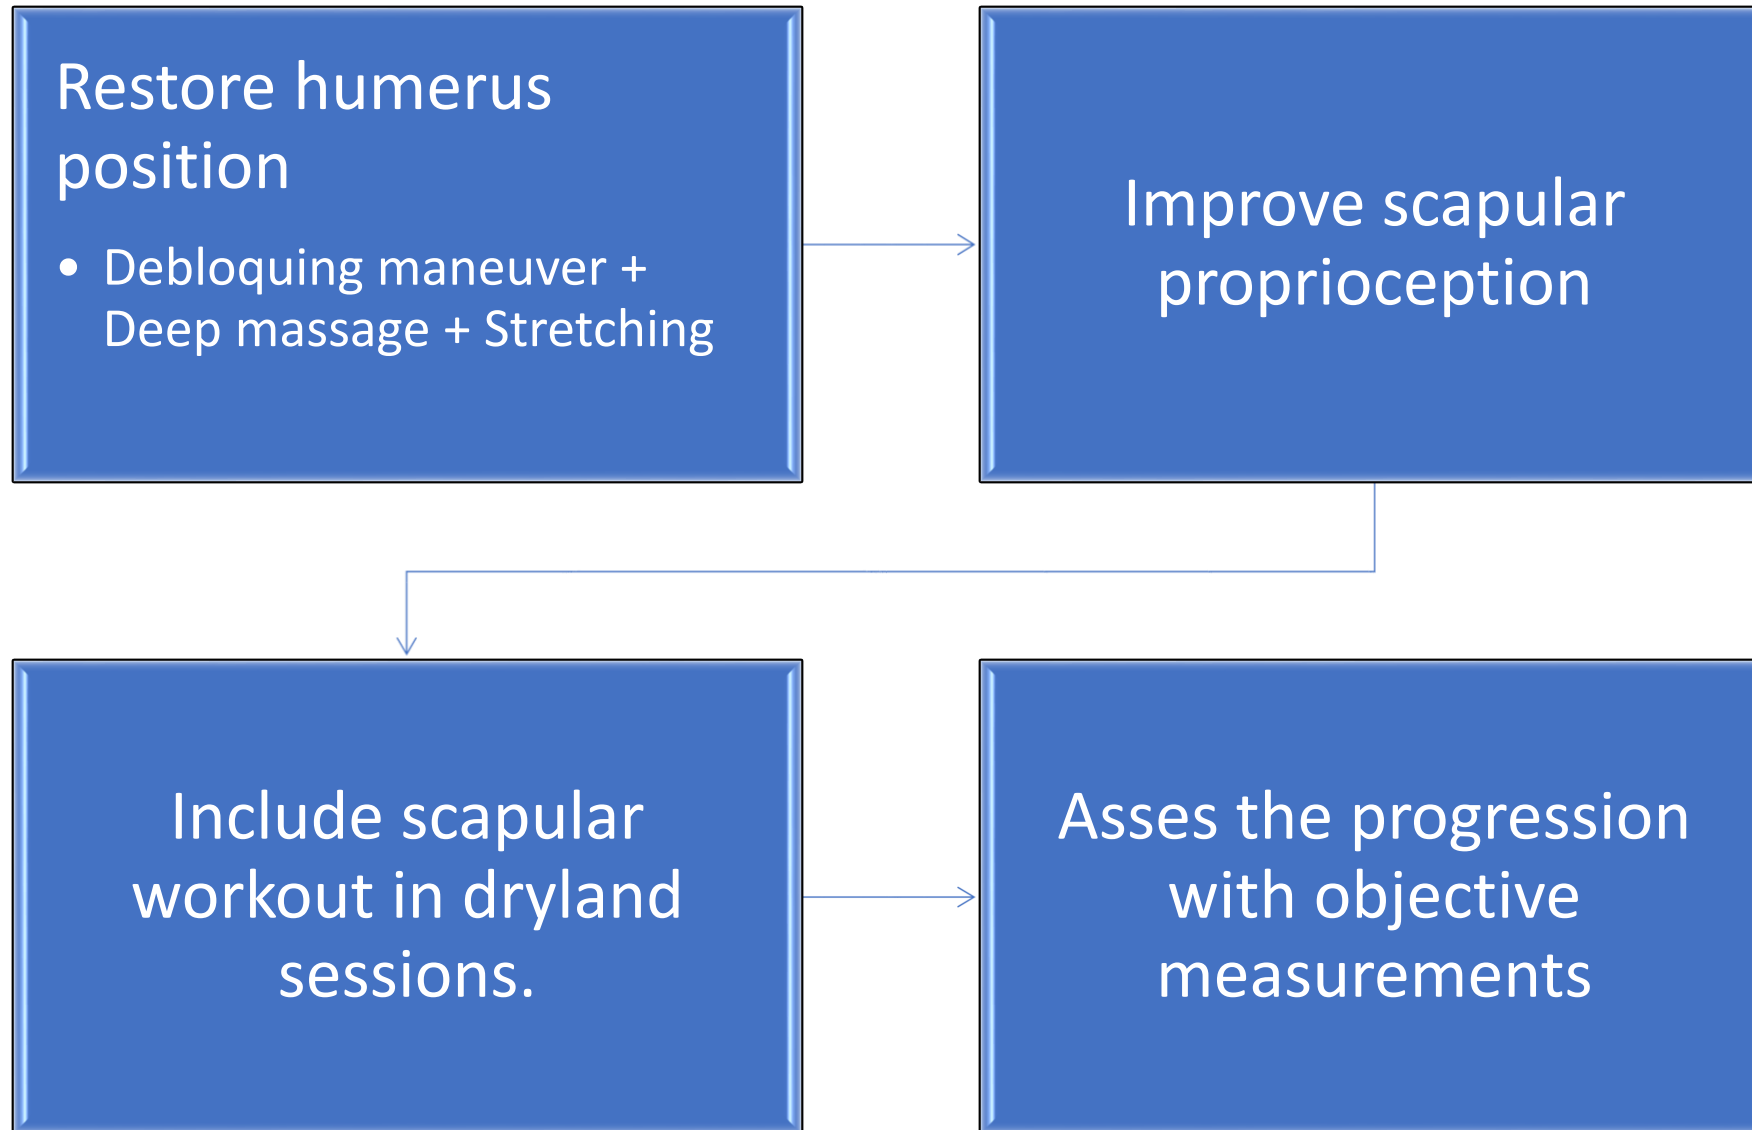 Restore humerus
position
• Debloquing maneuver +
Deep massage + Stretching
Improve scapular
proprioception
Include scapular
workout in dryland
sessions.
Asses the progression
with objective
measurements